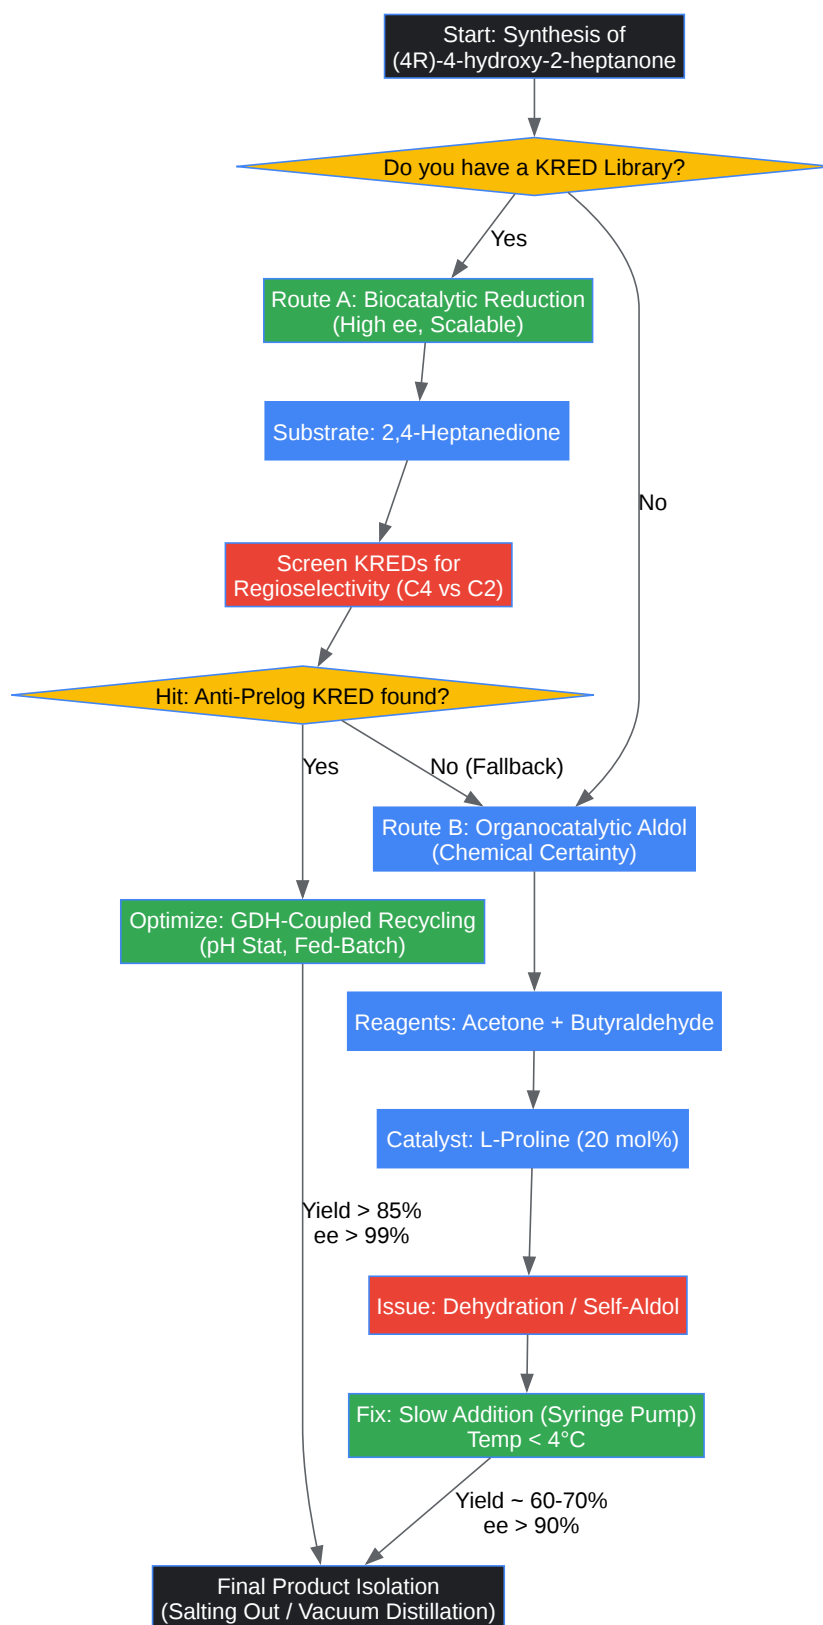 Start: Synthesis of
(4R)-4-hydroxy-2-heptanone
Do you have a KRED Library?
Yes
Route A: Biocatalytic Reduction
(High ee, Scalable)
Substrate: 2,4-Heptanedione
No
Screen KREDs for
Regioselectivity (C4 vs C2)
Hit: Anti-Prelog KRED found?
Yes
No (Fallback)
Route B: Organocatalytic Aldol
(Chemical Certainty)
Optimize: GDH-Coupled Recycling
(pH Stat, Fed-Batch)
Reagents: Acetone + Butyraldehyde
Catalyst: L-Proline (20 mol%)
Yield > 85%
ee > 99%
Issue: Dehydration / Self-Aldol
Fix: Slow Addition (Syringe Pump)
Temp < 4°C
Yield ~ 60-70%
ee > 90%
Final Product Isolation
(Salting Out / Vacuum Distillation)